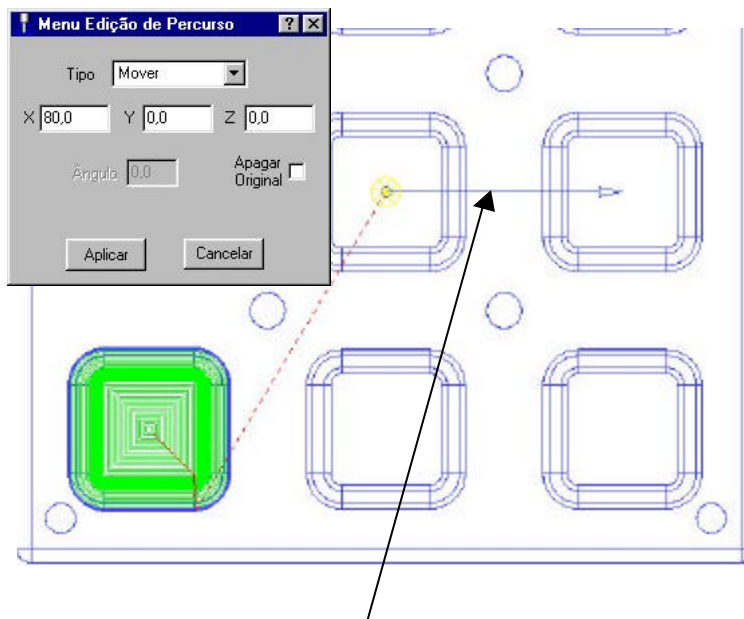 Menu Edição de Percurso
Tipo Mover
X 80,0 Y 0,0 Z 0,0
Ângulo 0.0 Apagar Original
Aplicar Cancelar